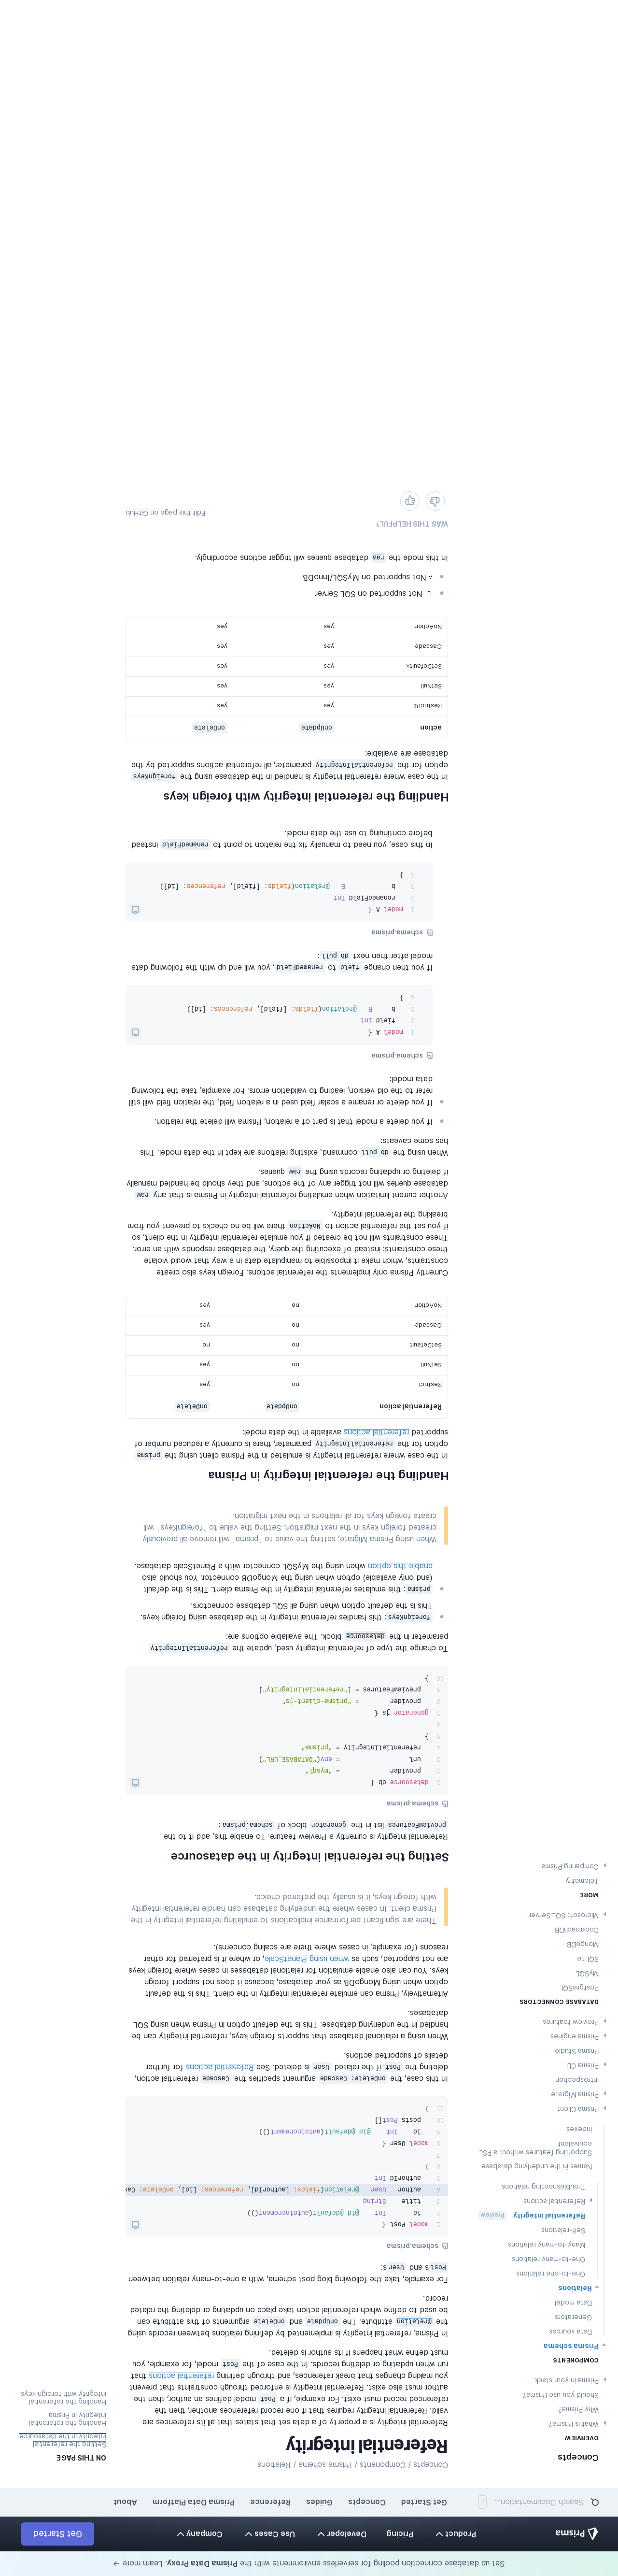 Set up database connection pooling for serverless environments with the Prisma Data Proxy. Learn more →
Prisma
Product
Pricing
Developer
Use Cases
Company
Get Started
Search Documentation...
/
Get Started
Concepts
Guides
Reference
Prisma Data Platform
About
Concepts
OVERVIEW
What is Prisma?
Why Prisma?
Should you use Prisma?
Prisma in your stack
COMPONENTS
Prisma schema
Data sources
Generators
Data model
Relations
One-to-one relations
One-to-many relations
Many-to-many relations
Self-relations
Referential integrity
Preview
Referential actions
Troubleshooting relations
Names in the underlying database
Supporting features without a PSL
equivalent
Indexes
Prisma Client
Prisma Migrate
Introspection
Prisma CLI
Prisma Studio
Prisma engines
Preview features
DATABASE CONNECTORS
PostgreSQL
MySQL
SQLite
MongoDB
CockroachDB
Microsoft SQL Server
MORE
Telemetry
Comparing Prisma
Concepts / Components / Prisma schema / Relations
Referential integrity
Referential integrity is a property of a data set that states that all its references are
valid. Referential integrity requires that if one record references another, then the
referenced record must exist. For example, if a Post model defines an author, then the
author must also exist. Referential integrity is enforced through constraints that prevent
you making changes that break references, and through defining referential actions that
must define what happens if its author is deleted.
run when updating or deleting records. In the case of the Post model, for example, you
In Prisma, referential integrity is implemented by defining relations between records using
the @relation attribute. The onUpdate and onDelete arguments of this attribute can
be used to define which referential action take place on updating or deleting the related
record.
For example, take the following blog post schema, with a one-to-many relation between
Post s and User s:
schema.prisma
1 model Post {
2 id Int @id @default(autoincrement())
3 title String
4 author User @relation(fields: [authorId], references: [id], onDelete: Cas
5 authorId Int
6 }
7
8 model User {
9 id Int @id @default(autoincrement())
10 posts Post[]
11 }
In this case, the onDelete: Cascade argument specifies the Cascade referential action,
deleting the Post if the related User is deleted. See Referential actions for further
details of supported actions.
When using a relational database that supports foreign keys, referential integrity can be
handled in the underlying database. This is the default option when using Prisma with SQL
databases.
Alternatively, Prisma can emulate referential integrity in the client. This is the default
option when using MongoDB as your database, because it does not support foreign
keys. You can also enable emulation for relational databases in cases where foreign keys
are not supported, such as when using PlanetScale, or where it is preferred for other
reasons (for example, in cases where there are scaling concerns).
There are significant performance implications to emulating referential integrity in the
Prisma client. In cases where the underlying database can handle referential integrity
with foreign keys, it is usually the preferred choice.
Setting the referential integrity in the datasource
Referential integrity is currently a Preview feature. To enable this, add it to the
previewFeatures list in the generator block of schema.prisma:
schema.prisma
1 datasource db {
2 provider = "mysql"
3 url = env("DATABASE_URL")
4 referentialIntegrity = "prisma"
5 }
6
7 generator js {
8 provider = "prisma-client-js"
9 previewFeatures = ["referentialIntegrity"]
10 }
To change the type of referential integrity used, update the referentialIntegrity
parameter in the datasource block. The available options are:
foreignKeys: this handles referential integrity in the database using foreign keys.
This is the default option when using all SQL database connectors.
prisma: this emulates referential integrity in the Prisma client. This is the default
(and only available) option when using the MongoDB connector. You should also
enable this option when using the MySQL connector with a PlanetScale database.
When using Prisma Migrate, setting the value to `prisma` will remove all previously
created foreign keys in the next migration. Setting the value to `foreignKeys` will
create foreign keys for all relations in the next migration.
Handling the referential integrity in Prisma
In the case where referential integrity is emulated in the Prisma client using the prisma
option for the referentialIntegrity parameter, there is currently a reduced number of
supported referential actions available in the data model:
Referential action onUpdate onDelete
Restrict no yes
SetNull no yes
SetDefault no no
Cascade no yes
NoAction no yes
Currently Prisma only implements the referential actions. Foreign keys also create
constraints, which make it impossible to manipulate data in a way that would violate
these constraints: instead of executing the query, the database responds with an error.
These constraints will not be created if you emulate referential integrity in the client, so
if you set the referential action to NoAction there will be no checks to prevent you from
breaking the referential integrity.
Another current limitation when emulating referential integrity in Prisma is that any raw
database queries will not trigger any of the actions, and they should be handled manually
if deleting or updating records using the raw queries.
When using the db pull command, existing relations are kept in the data model. This
has some caveats:
If you delete a model that is part of a relation, Prisma will delete the relation.
If you delete or rename a scalar field used in a relation field, the relation field will still
refer to the old version, leading to validation errors. For example, take the following
data model:
schema.prisma
1 model A {
2 field Int
3 b B @relation(fields: [field], references: [id])
4 }
If you then change field to renamedField, you will end up with the following data
model after then next db pull:
schema.prisma
1 model A {
2 renamedField Int
3 b B @relation(fields: [field], references: [id])
4 }
In this case, you need to manually fix the relation to point to renamedField instead
before continuing to use the data model.
Handling the referential integrity with foreign keys
In the case where referential integrity is handled in the database using the foreignKeys
option for the referentialIntegrity parameter, all referential actions supported by the
database are available:
action onUpdate onDelete
Restrict⍌ yes yes
SetNull yes yes
SetDefault⍓ yes yes
Cascade yes yes
NoAction yes yes
Not supported on SQL Server
Not supported on MySQL/InnoDB
In this mode the raw database queries will trigger actions accordingly.
WAS THIS HELPFUL?
Edit this page on GitHub
ON THIS PAGE
Setting the referential
integrity in the datasource
Handling the referential
integrity in Prisma
Handling the referential
integrity with foreign keys